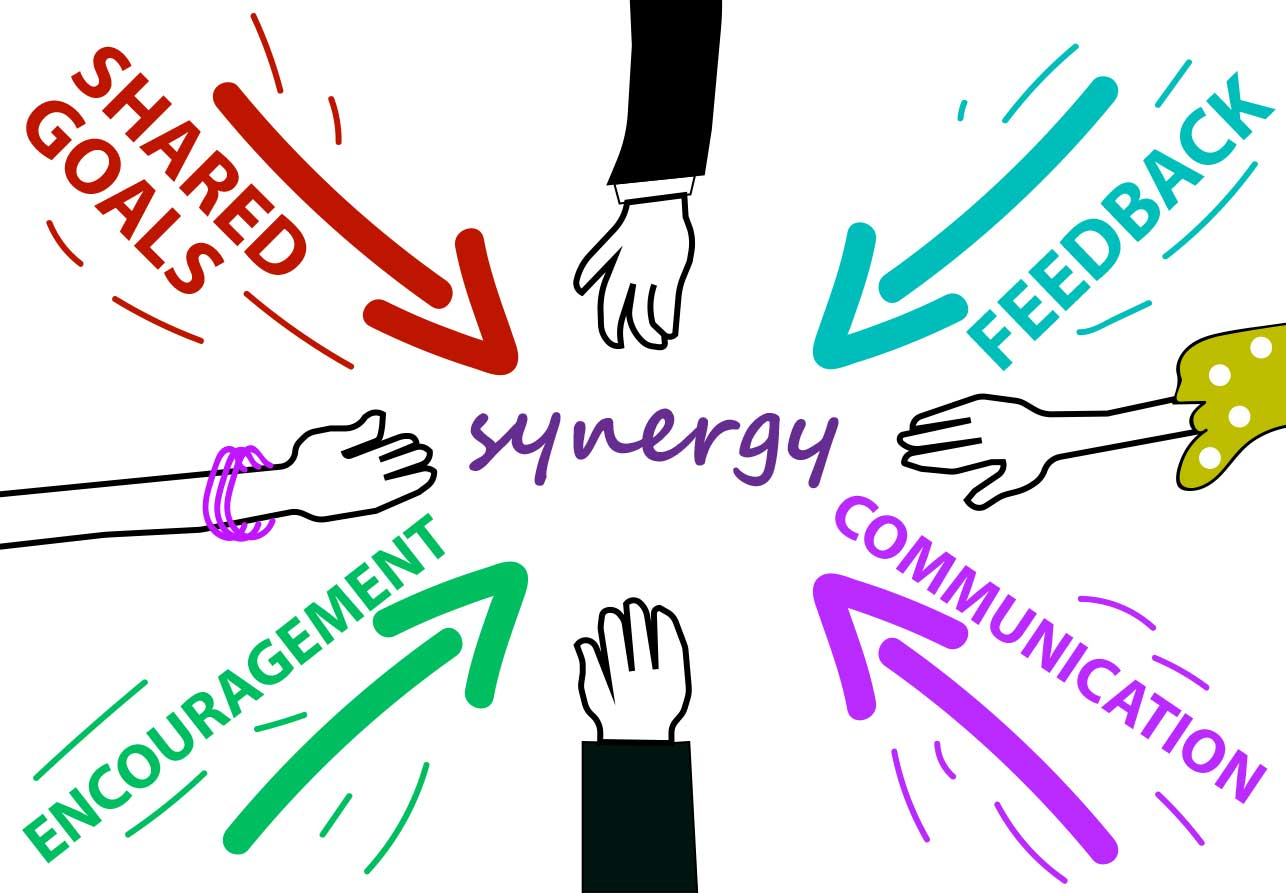 SHARED
GOALS
FEEDBACK
synergy
ENCOURAGEMENT
COMMUNICATION